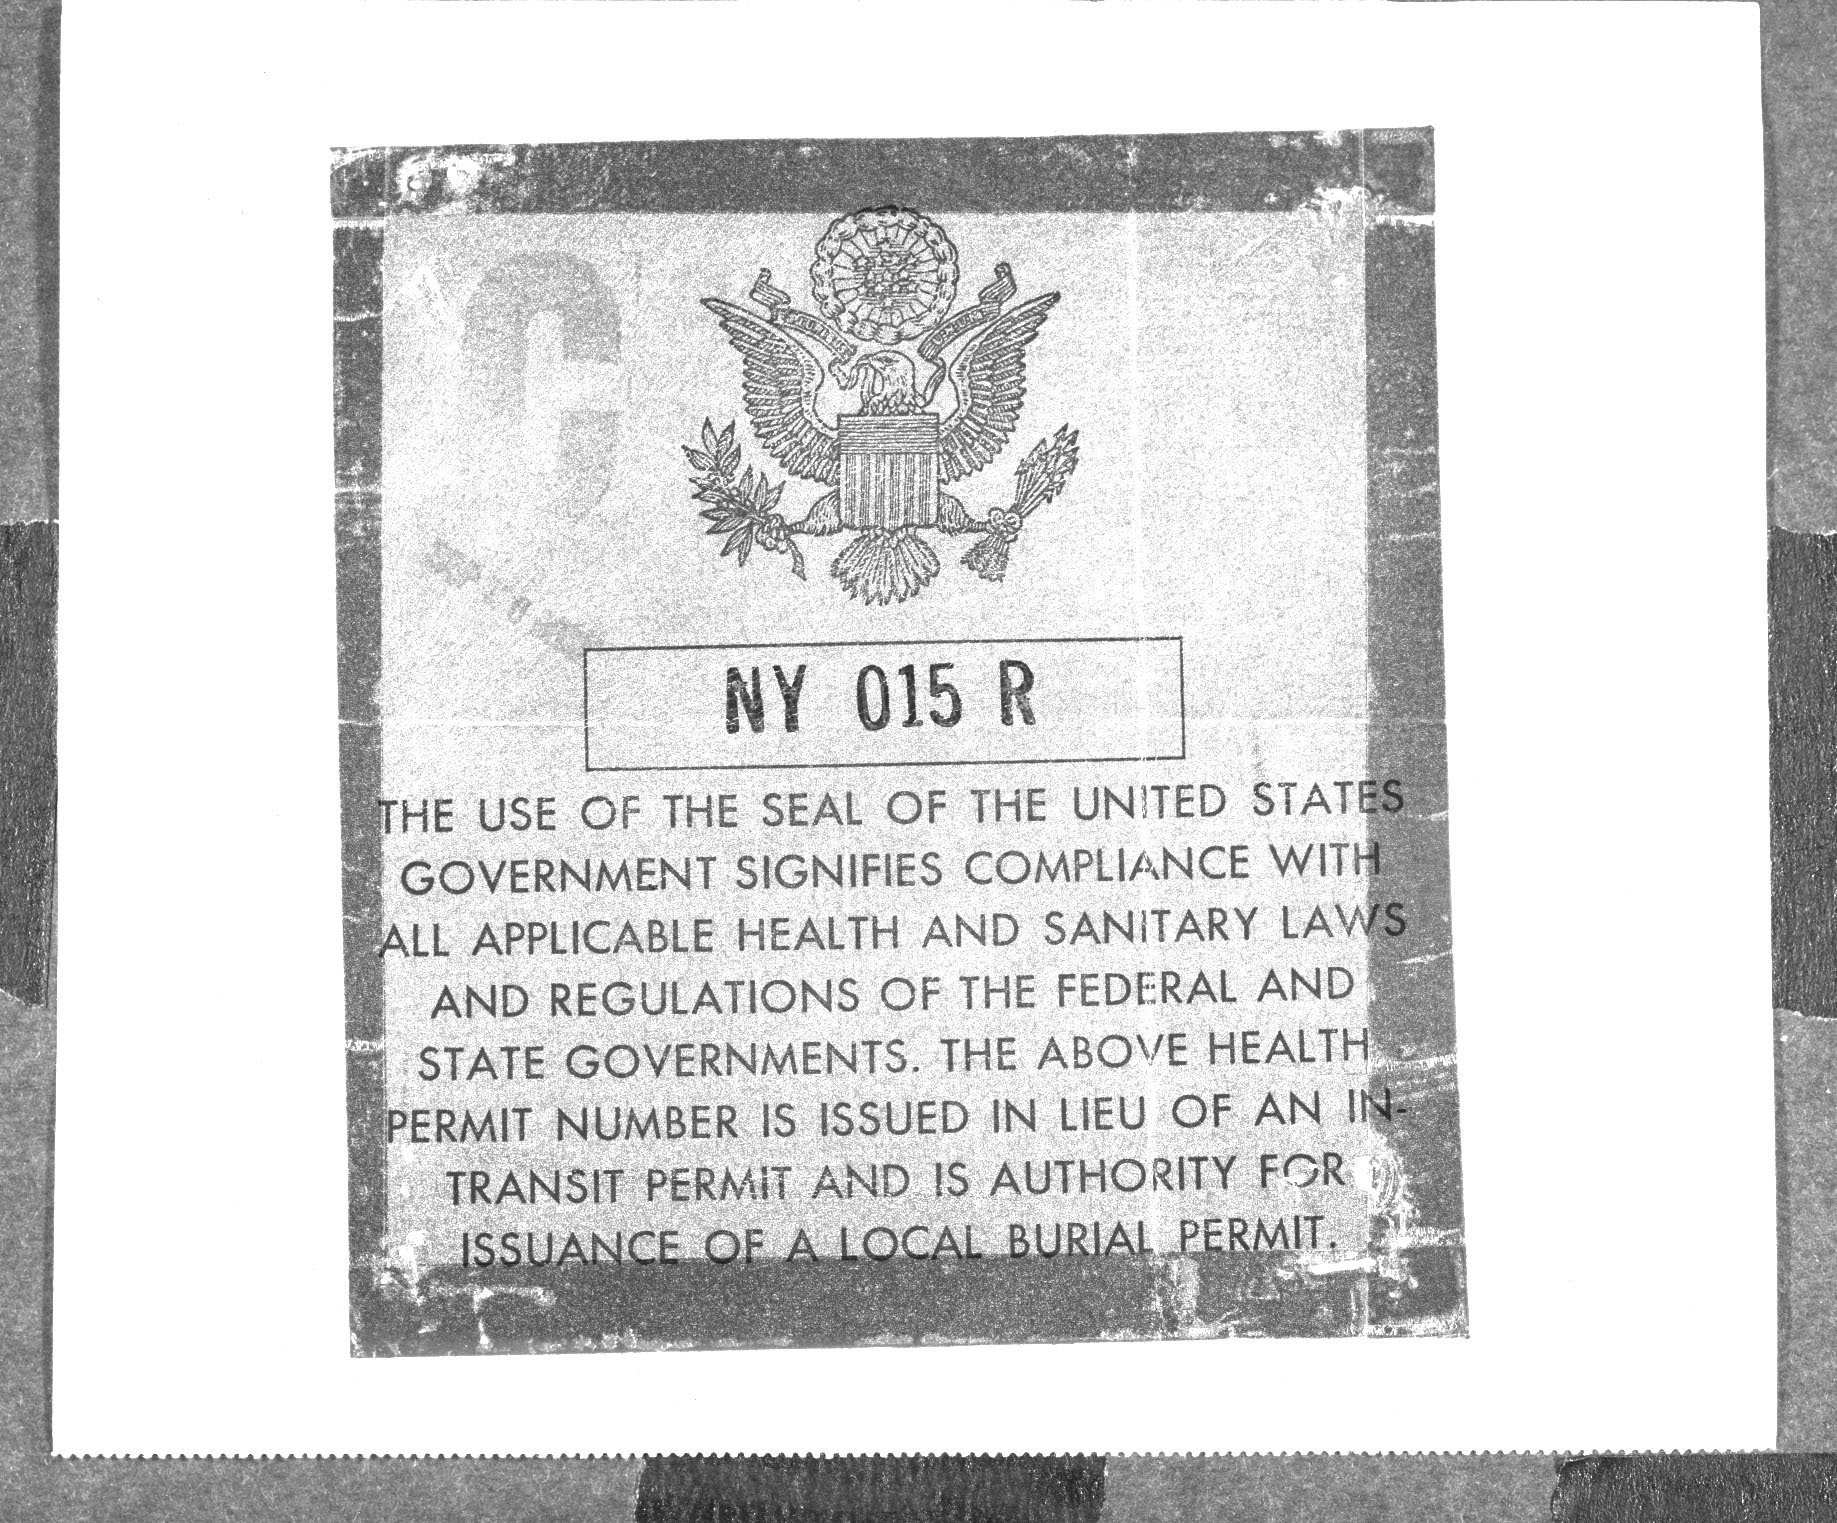 NY 015 R
THE USE OF THE SEAL OF THE UNITED STATES
GOVERNMENT SIGNIFIES COMPLIANCE WITH
ALL APPLICABLE HEALTH AND SANITARY LAWS
AND REGULATIONS OF THE FEDERAL AND
STATE GOVERNMENTS. THE ABOVE HEALTH
PERMIT NUMBER IS ISSUED IN LIEU OF AN IN-
TRANSIT PERMIT AND IS AUTHORITY FOR
ISSUANCE OF A LOCAL BURIAL PERMIT.